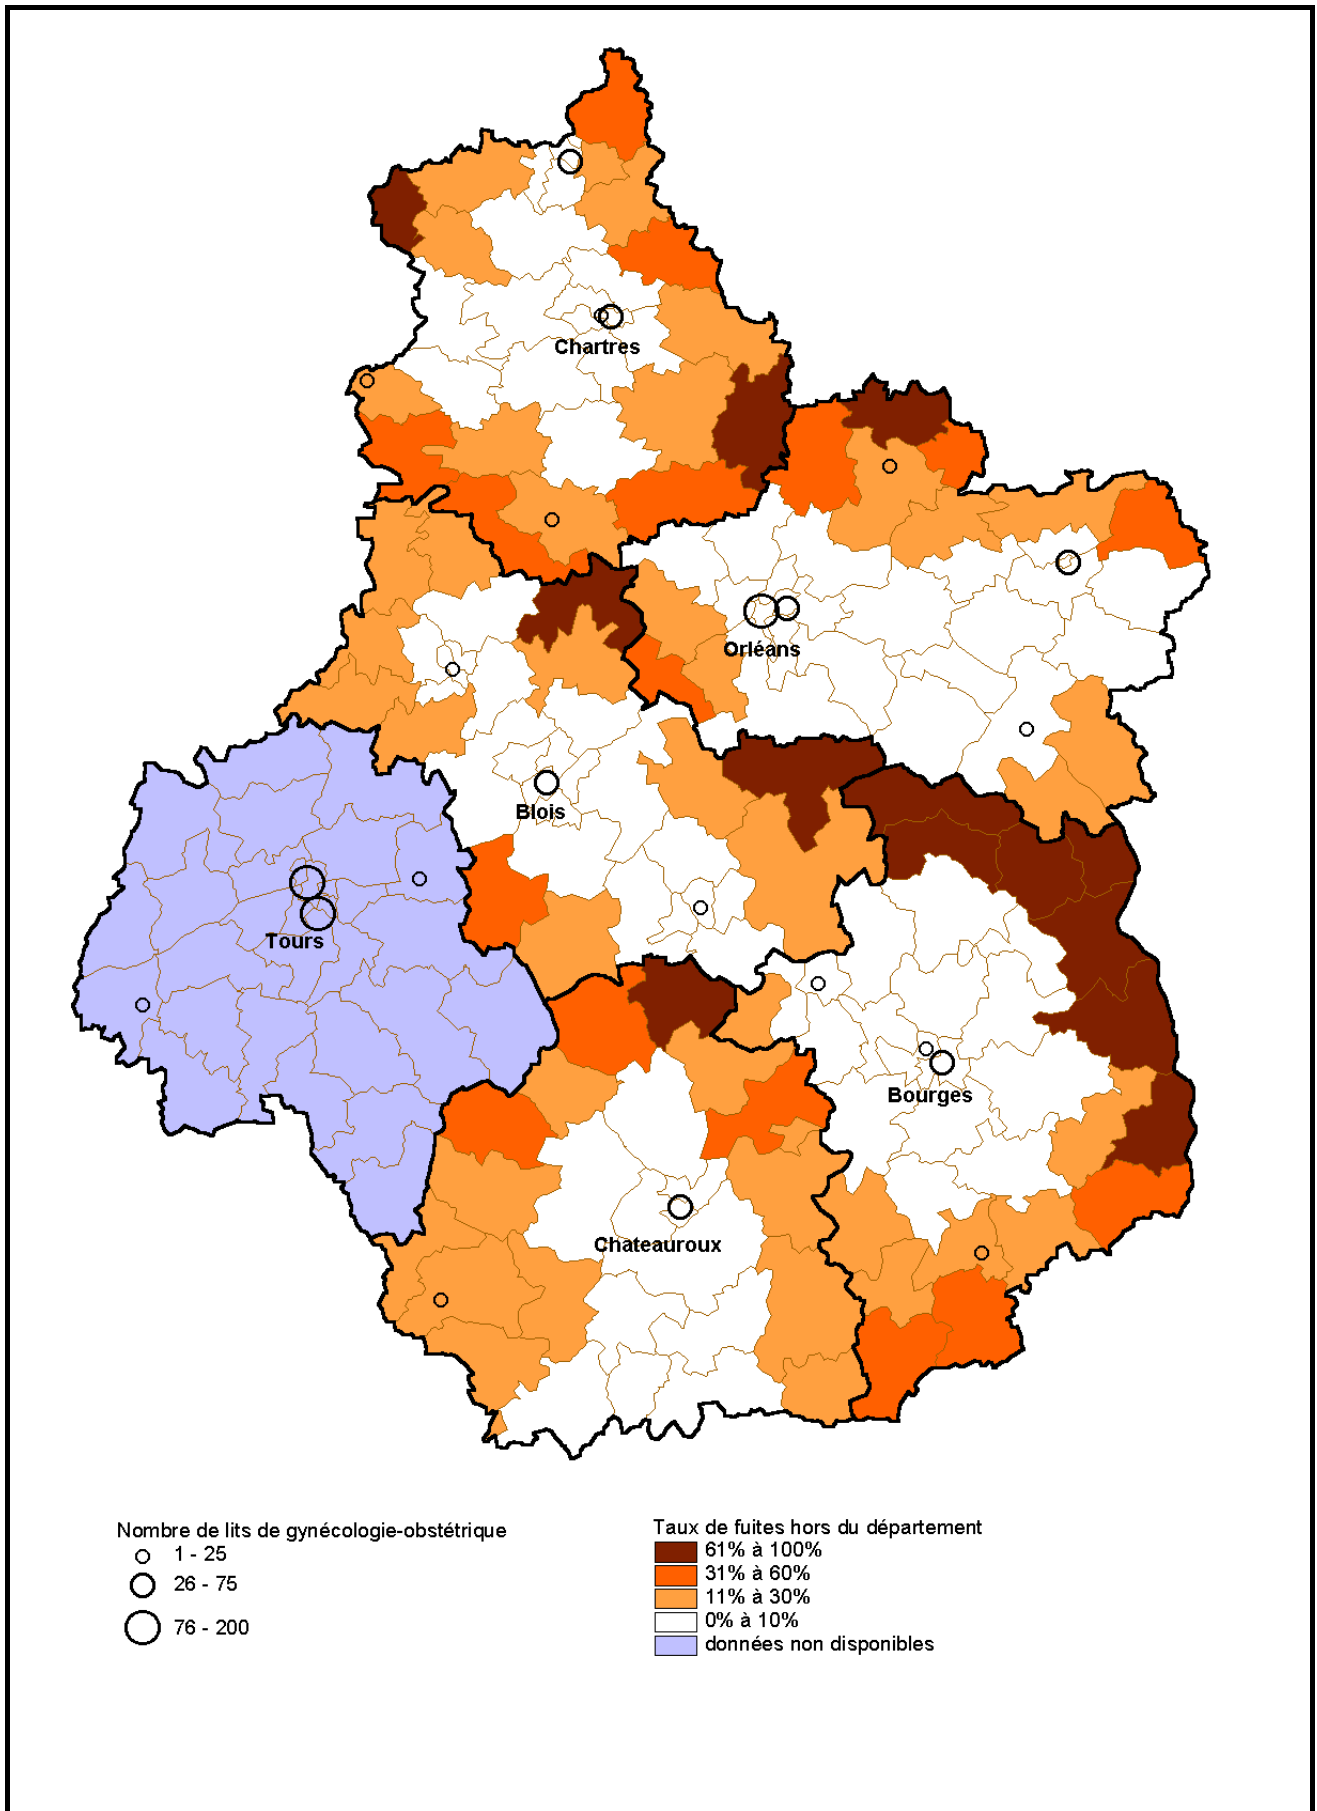 Chartres
Orléans
Blois
Tours
Bourges
Chateauroux
Nombre de lits de gynécologie-obstétrique
1 - 25
26 - 75
76 - 200
Taux de fuites hors du département
61% à 100%
31% à 60%
11% à 30%
0% à 10%
données non disponibles